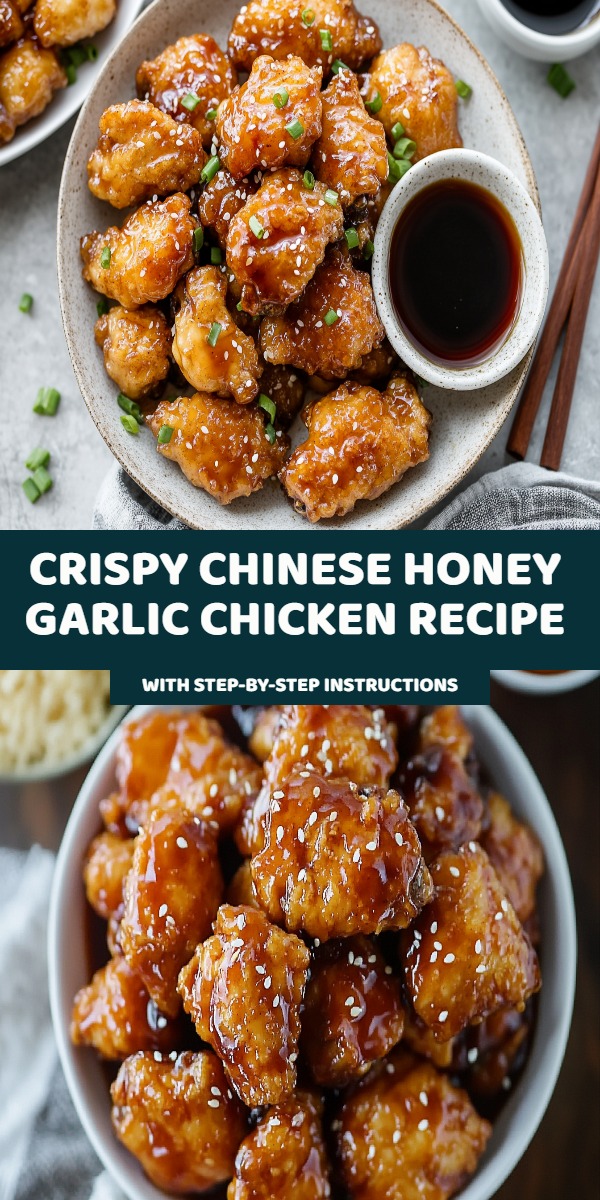 CRISPY CHINESE HONEY
GARLIC CHICKEN RECIPE
WITH STEP-BY-STEP INSTRUCTIONS